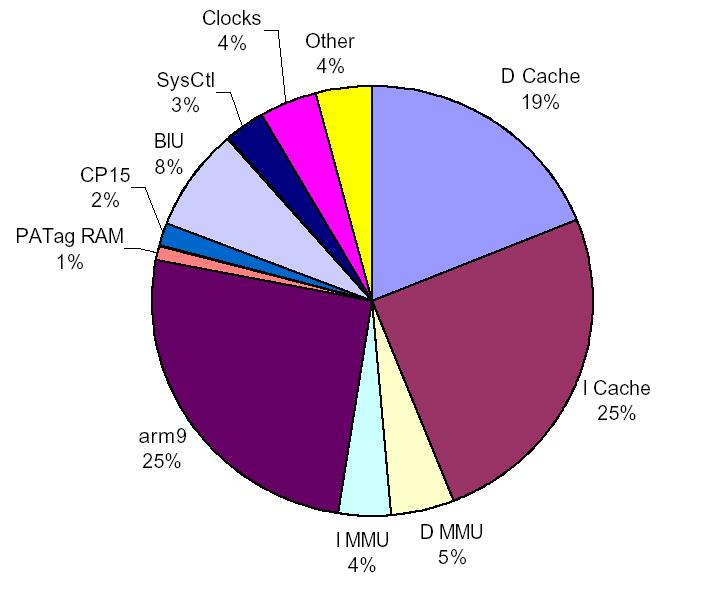 Clocks
4%
Other
4%
D Cache
19%
SysCtl
3%
BIU
8%
CP15
2%
PATag RAM
1%
I Cache
25%
arm9
25%
D MMU
5%
I MMU
4%